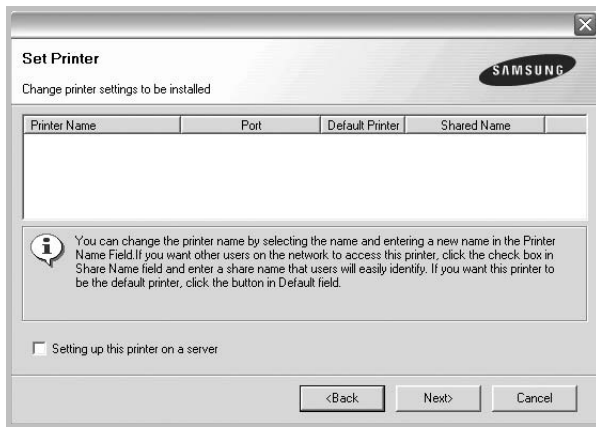 Set Printer
SAMSUNG
Change printer settings to be installed
Printer Name Port Default Printer Shared Name
You can change the printer name by selecting the name and entering a new name in the Printer
Name Field.If you want other users on the network to access this printer, click the check box in
Share Name field and enter a share name that users will easily identify. If you want this printer to
be the default printer, click the button in Default field.
Setting up this printer on a server
<Back Next> Cancel